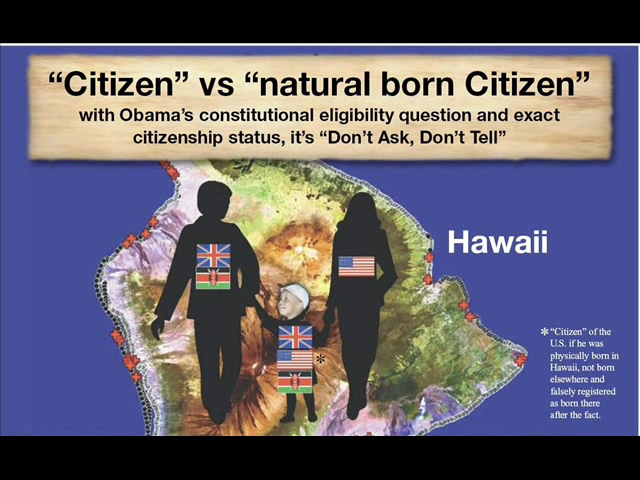 “Citizen” vs “natural born Citizen”
with Obama’s constitutional eligibility question and exact
citizenship status, it’s “Don’t Ask, Don’t Tell”
Hawaii
* “Citizen” of the
U.S. if he was
physically born in
Hawaii, not born
elsewhere and
falsely registered
as born there
after the fact.
*